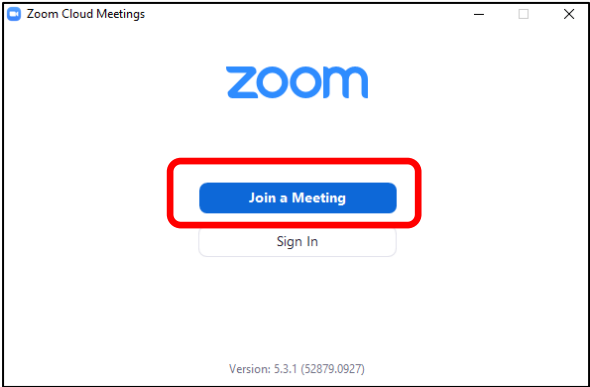 Zoom Cloud Meetings
zoom
Join a Meeting
Sign In
Version: 5.3.1 (52879.0927)